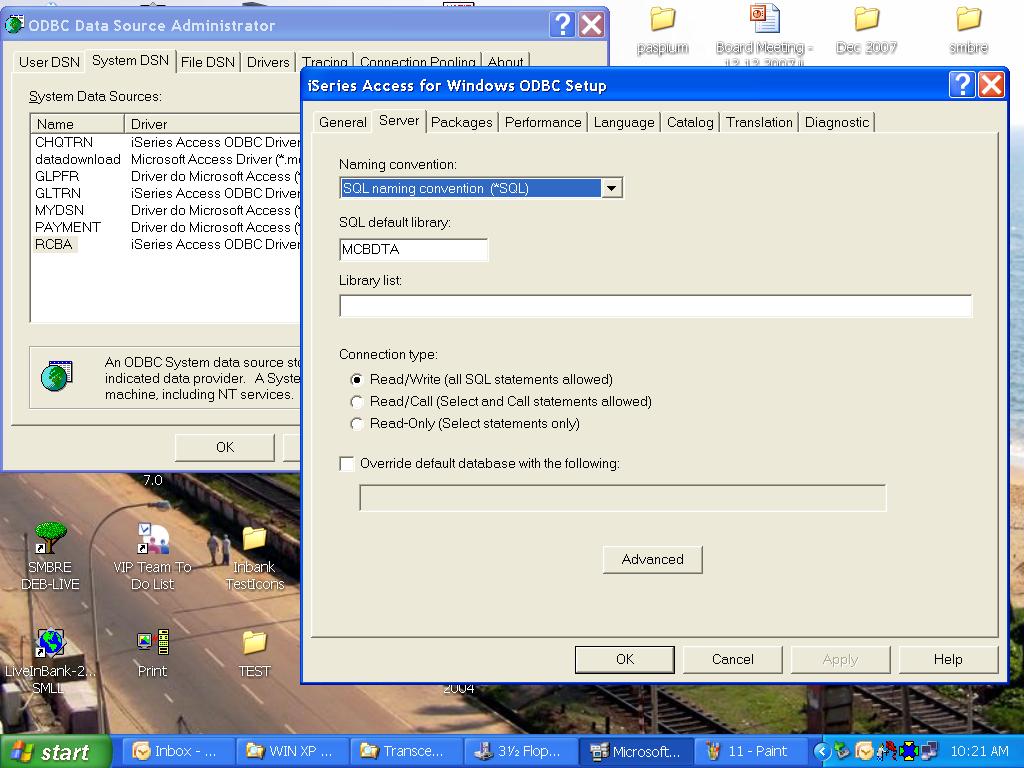 ODBC Data Source Administrator
User DSN
System DSN
File DSN
Drivers
Tracing
Connection Pooling
About
System Data Sources:
Name
Driver
CHQTRN
iSeries Access ODBC Driver
datadownload
Microsoft Access Driver (*.m
GLPFR
Driver do Microsoft Access (*
GLTRN
iSeries Access ODBC Driver
MYDSN
Driver do Microsoft Access (*
PAYMENT
Driver do Microsoft Access (*
RCBA
iSeries Access ODBC Driver
An ODBC System data source sto
indicated data provider. A Syste
machine, including NT services.
OK
iSeries Access for Windows ODBC Setup
General
Server
Packages
Performance
Language
Catalog
Translation
Diagnostic
Naming convention:
SQL naming convention (*SQL)
SQL default library:
MCBDTA
Library list:
Connection type:
Read/Write (all SQL statements allowed)
Read/Call (Select and Call statements allowed)
Read-Only (Select statements only)
Override default database with the following:
Advanced
OK
Cancel
Apply
Help
paspium
Board Meeting -
12.12.2007.i
Dec 2007
smbre
7.0
SMBRE
DEB-LIVE
VIP Team To
Do List
Inbank
TestIcons
LiveInBank-2...
SMLL
Print
TEST
2004
start
Inbox - ...
WIN XP ...
Transce...
3½ Flop...
Microsoft...
11 - Paint
10:21 AM